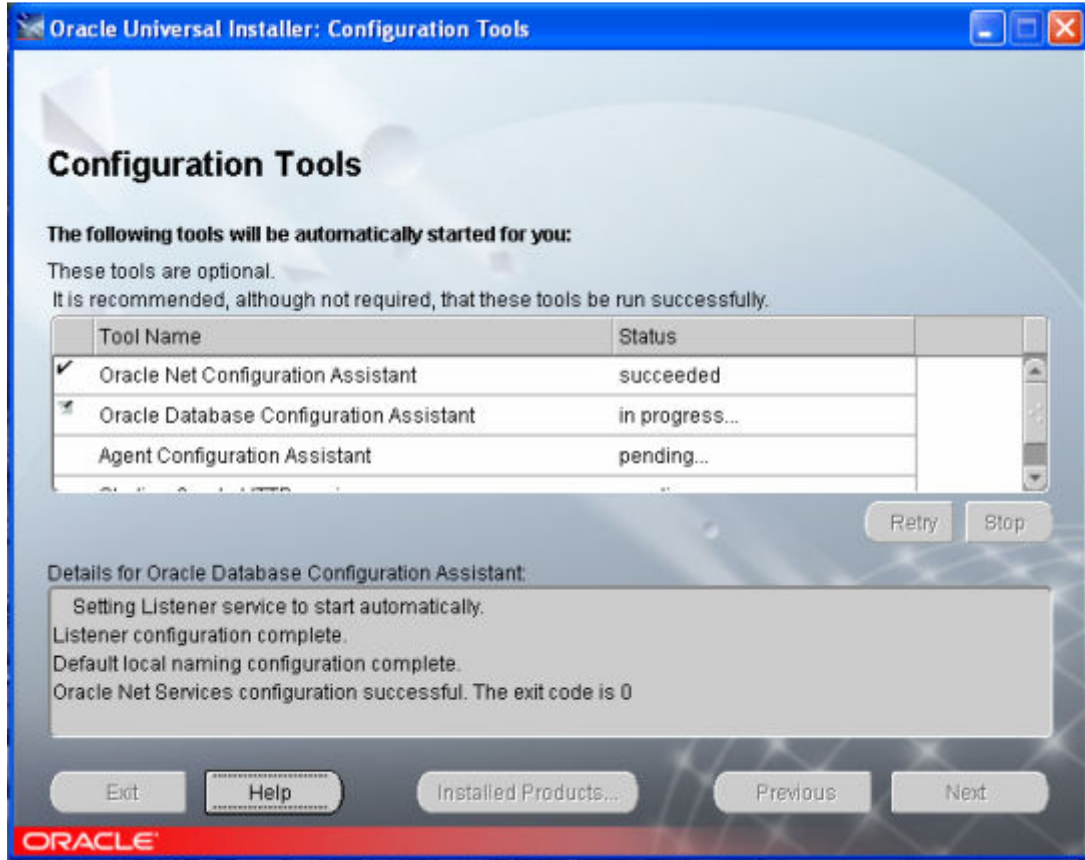 Oracle Universal Installer: Configuration Tools
Configuration Tools
The following tools will be automatically started for you:
These tools are optional.
It is recommended, although not required, that these tools be run successfully.
Tool Name Status
Oracle Net Configuration Assistant succeeded
Oracle Database Configuration Assistant in progress...
Agent Configuration Assistant pending...
Retry Stop
Details for Oracle Database Configuration Assistant:
Setting Listener service to start automatically.
Listener configuration complete.
Default local naming configuration complete.
Oracle Net Services configuration successful. The exit code is 0
Exit Help Installed Products... Previous Next
ORACLE